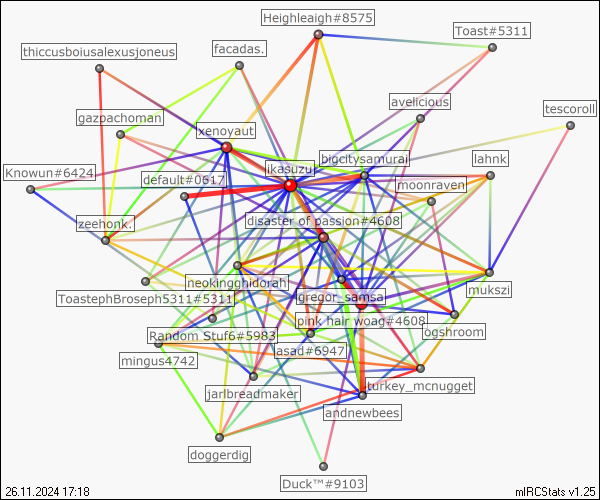 Heighleaigh#8575
Toast#5311
thiccusboiusalexusjoneus
facadas.
avelicious
tescoroll
gazpachoman
xenoyaut
bigcitysamurai
lahnk
Knowun#6424
ikasuzu
default#0617
moonraven
zeehonk.
disaster of passion#4608
neokingghidorah
mukszi
ToastephBroseph5311#5311
gregor_samsa
pink hair woag#4608
ogshroom
Random Stuf6#5983
asad#6947
mingus4742
turkey_mcnugget
jarlbreadmaker
andnewbees
doggerdig
Duck™#9103
26.11.2024 17:18
mIRCStats v1.25